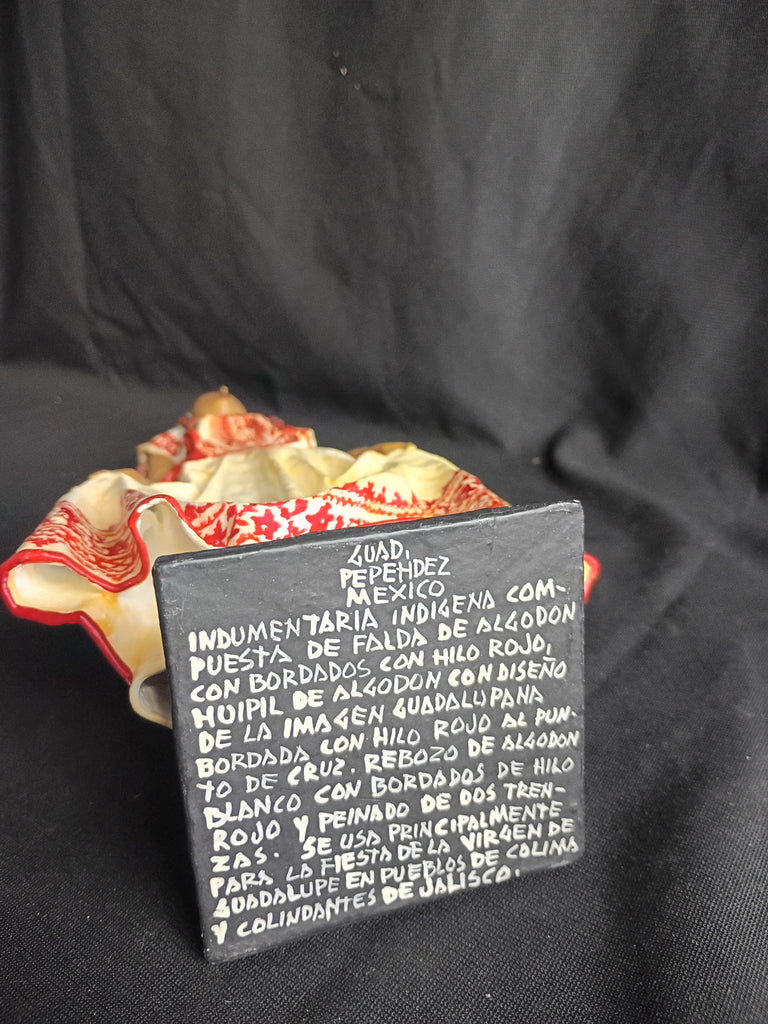 GUAD,
PEPEHDEZ
MEXICO
INDUMENTARIA INDIGENA COM-
PUESTA DE FALDA DE ALGODON
CON BORDADOS CON HILO ROJO,
HUIPIL DE ALGODON CON DISEÑO
DE LA IMAGEN GUADALUPANA
BORDADA CON HILO ROJO AL PUN-
TO DE CRUZ. REBOZO DE ALGODON
BLANCO CON BORDADOS DE HILO
ROJO Y PEINADO DE DOS TREN-
ZAS. SE USA PRINCIPALMENTE
PARA LA FIESTA DE LA VIRGEN DE
GUADALUPE EN PUEBLOS DE COLIMA
Y COLINDANTES DE JALISCO.